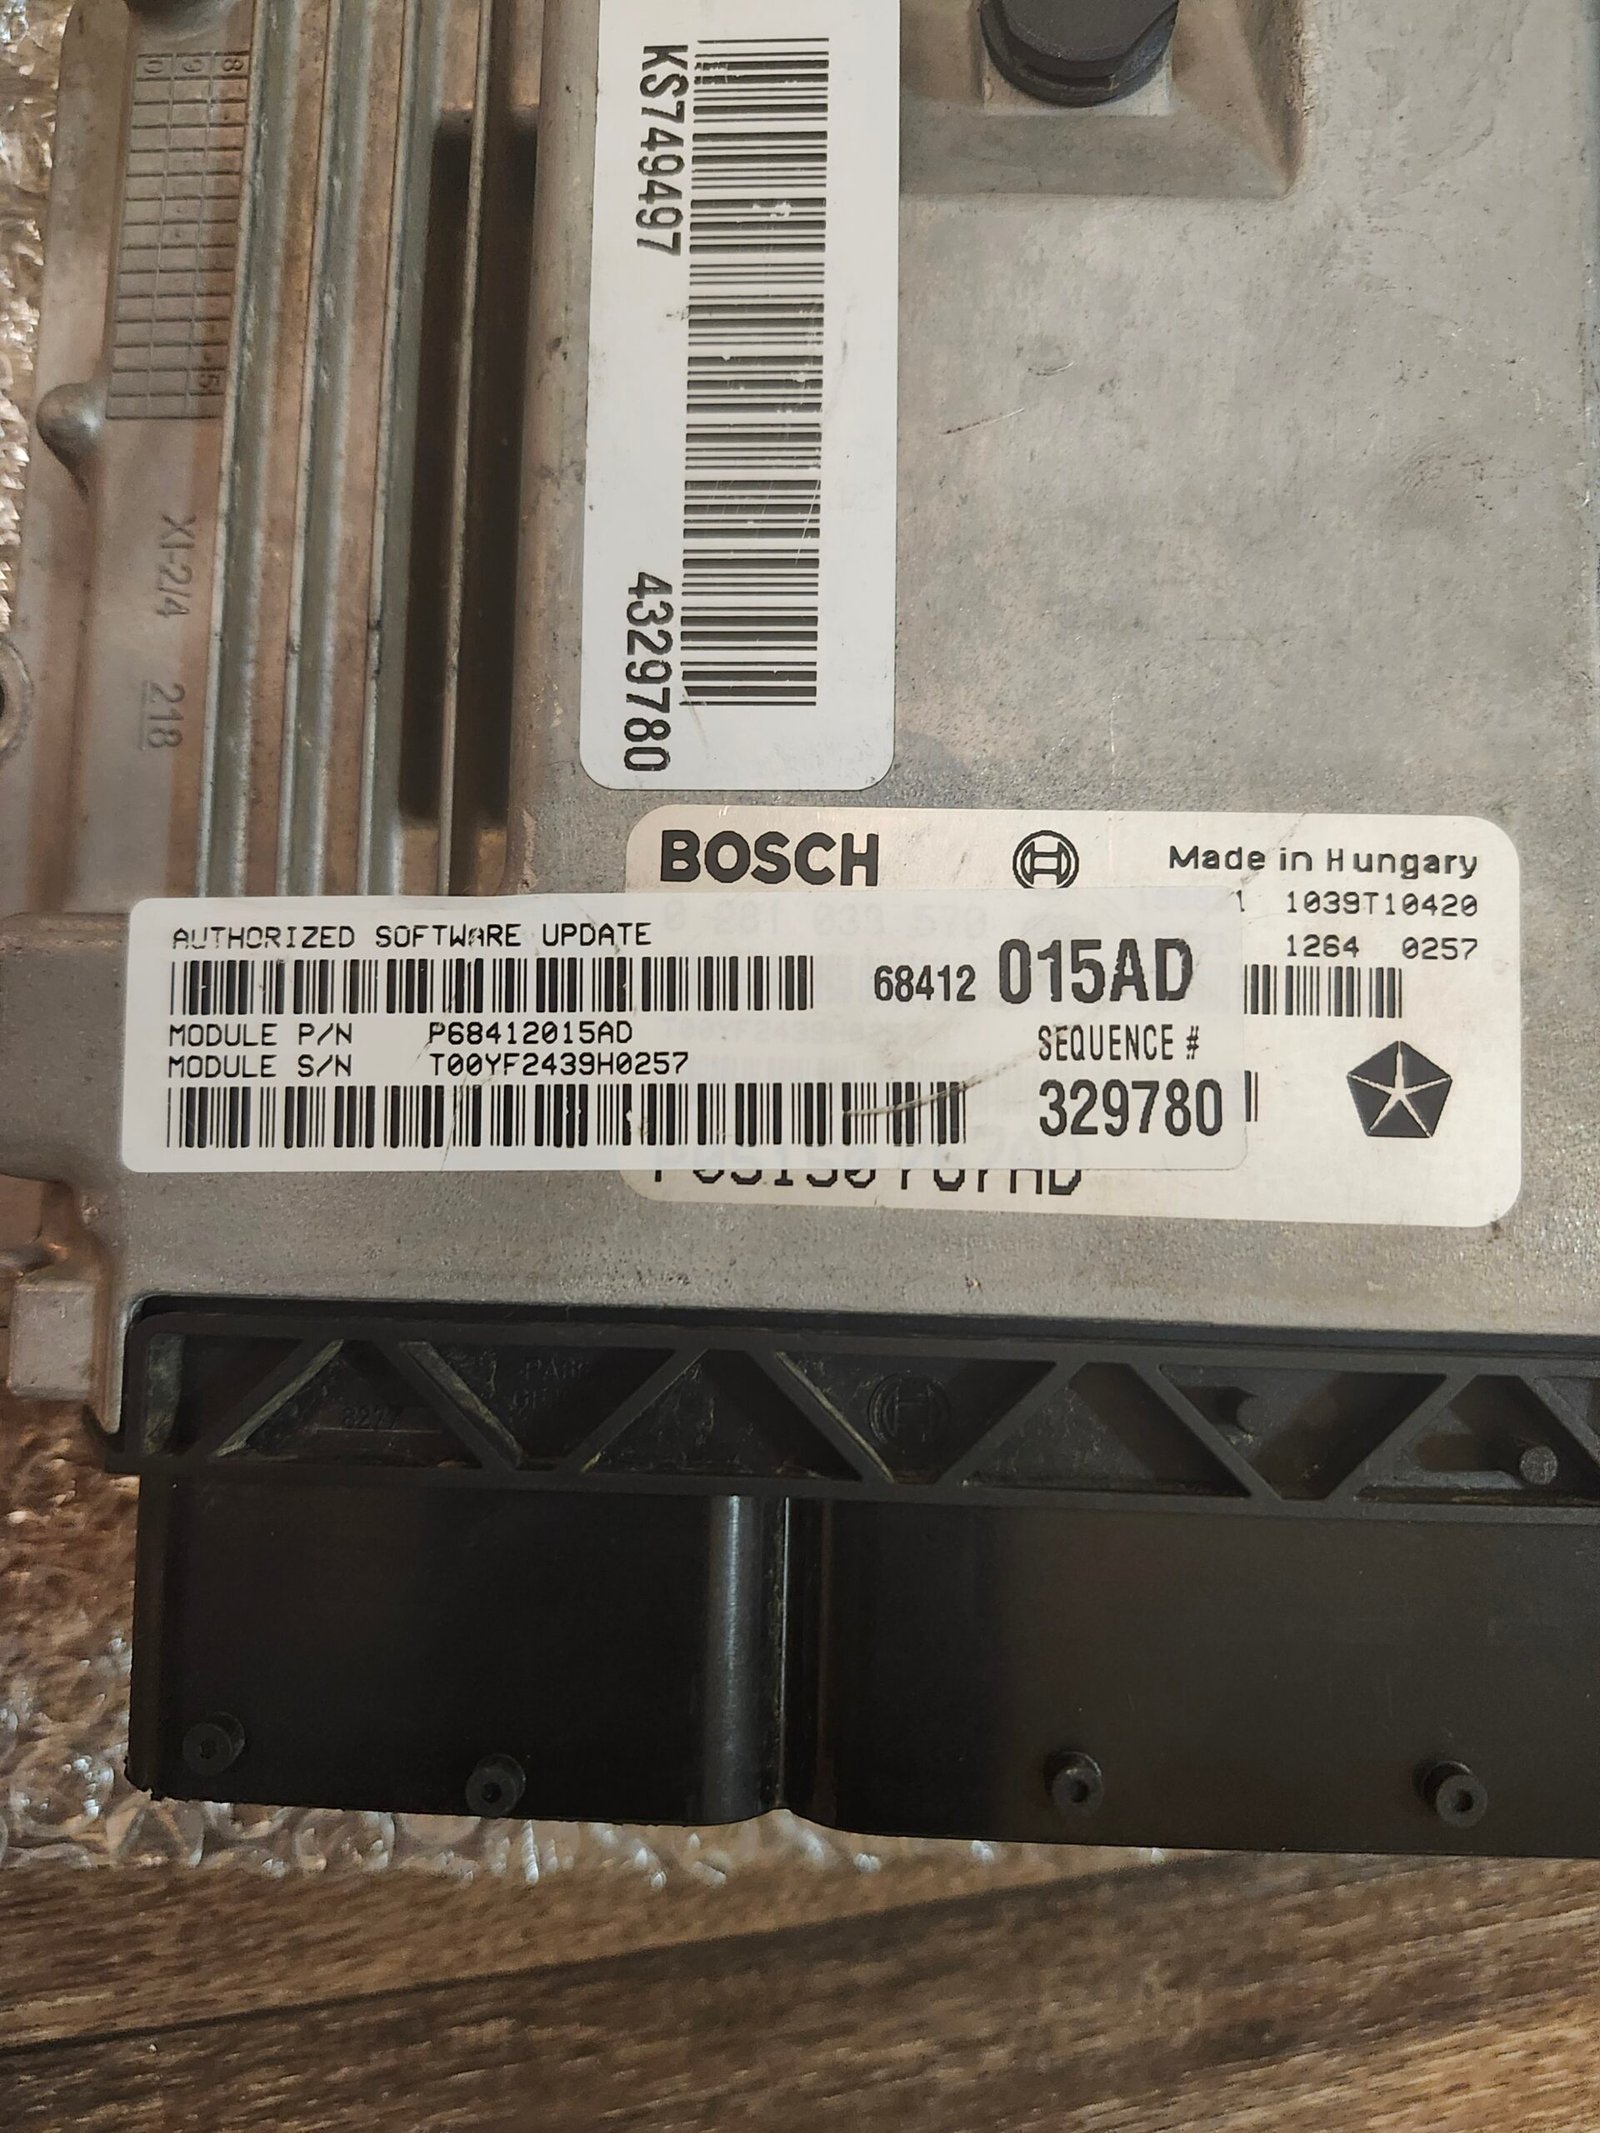 KS749497
4329780
XI-2/4 218
BOSCH
Made in Hungary
1039T10420
1264 0257
AUTHORIZED SOFTWARE UPDATE
68412 015AD
MODULE P/N P68412015AD
MODULE S/N T00YF2439H0257
SEQUENCE #
329780